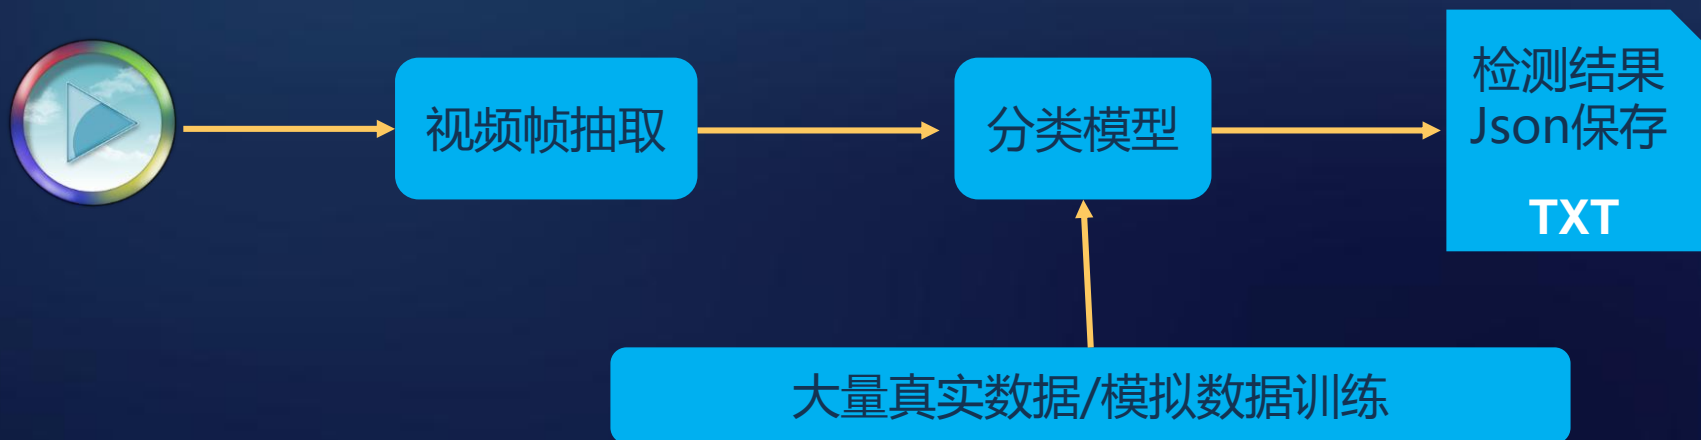 视频帧抽取
分类模型
检测结果
Json保存
TXT
大量真实数据/模拟数据训练